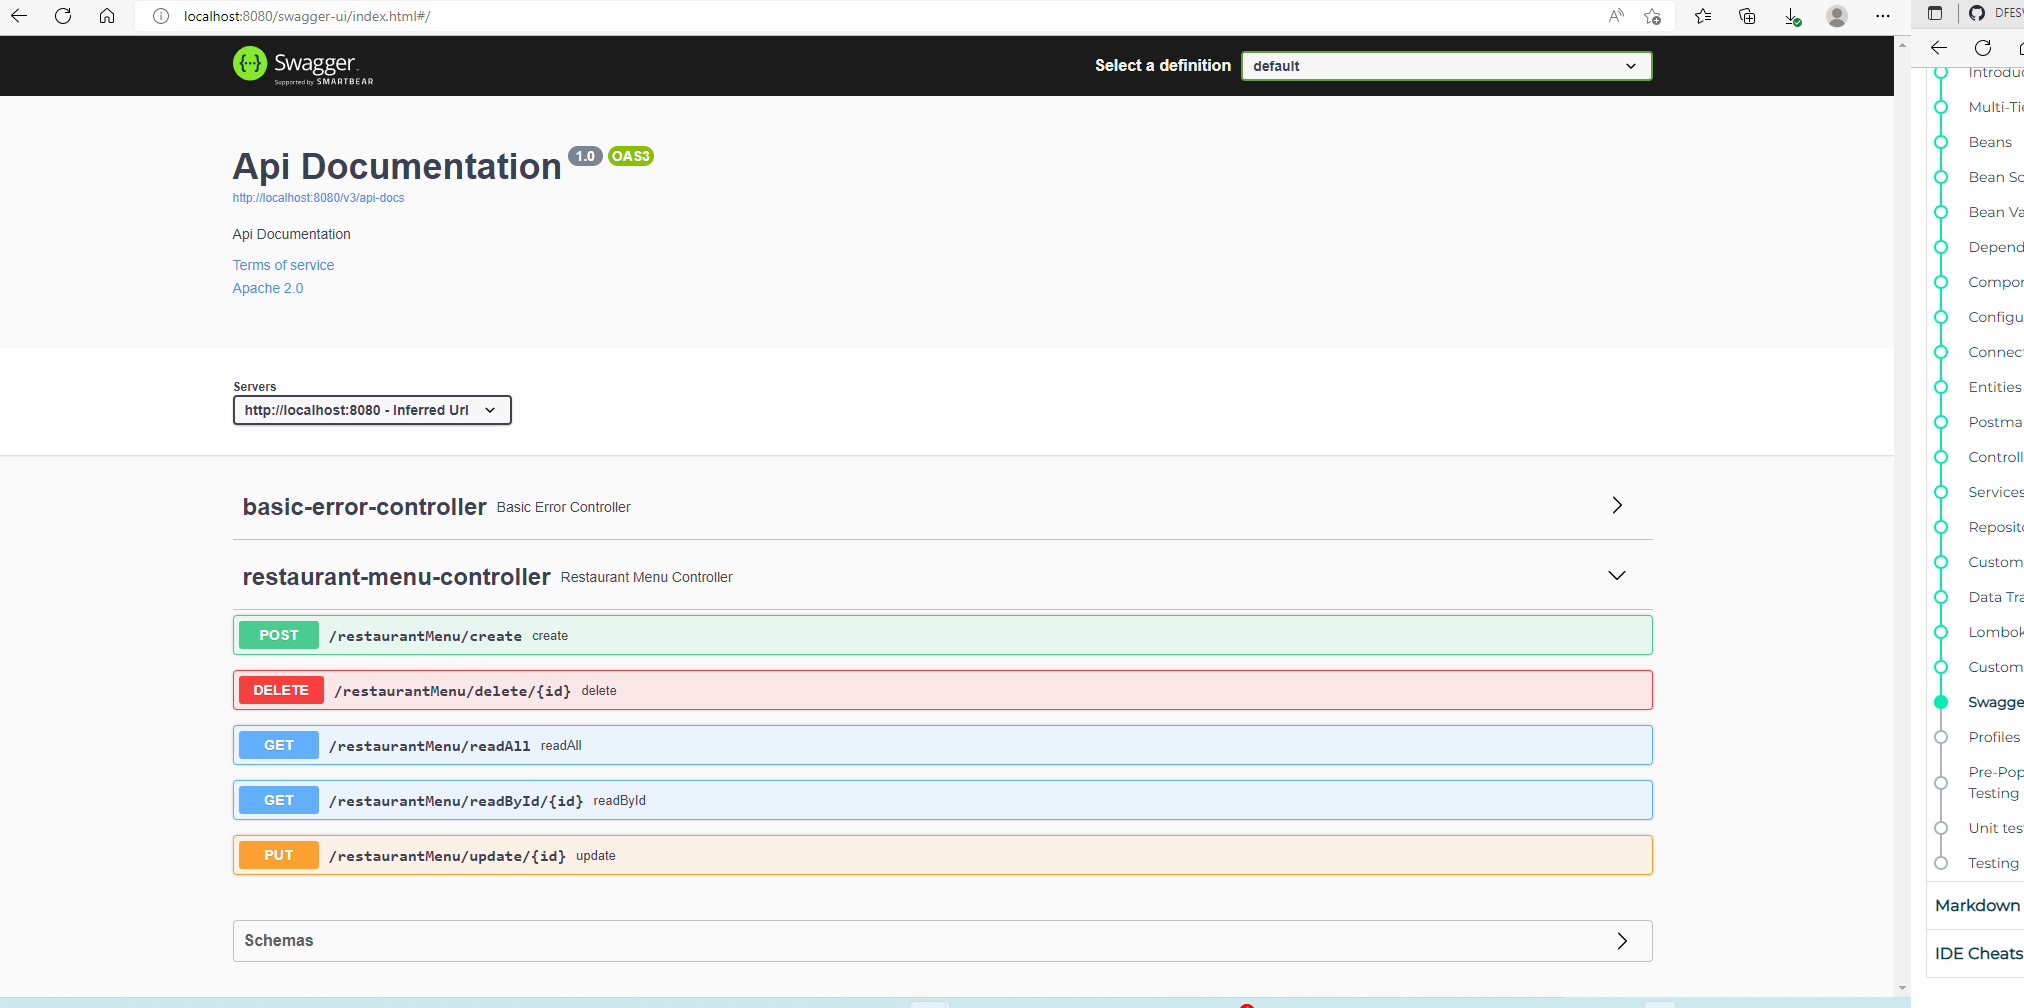 localhost:8080/swagger-ui/index.html#/
Swagger.
Supported by SMARTBEAR
Select a definition
default
Api Documentation 1.0 OAS3
http://localhost:8080/v3/api-docs
Api Documentation
Terms of service
Apache 2.0
Servers
http://localhost:8080 - Inferred Url
basic-error-controller Basic Error Controller
restaurant-menu-controller Restaurant Menu Controller
POST /restaurantMenu/create create
DELETE /restaurantMenu/delete/{id} delete
GET /restaurantMenu/readAll readAll
GET /restaurantMenu/readById/{id} readById
PUT /restaurantMenu/update/{id} update
Schemas
DFES
Introduc
Multi-Tie
Beans
Bean Sc
Bean Va
Depend
Compor
Configu
Connect
Entities
Postma
Controll
Services
Reposito
Custom
Data Tra
Lombok
Custom
Swagge
Profiles
Pre-Pop
Testing
Unit test
Testing
Markdown
IDE Cheats